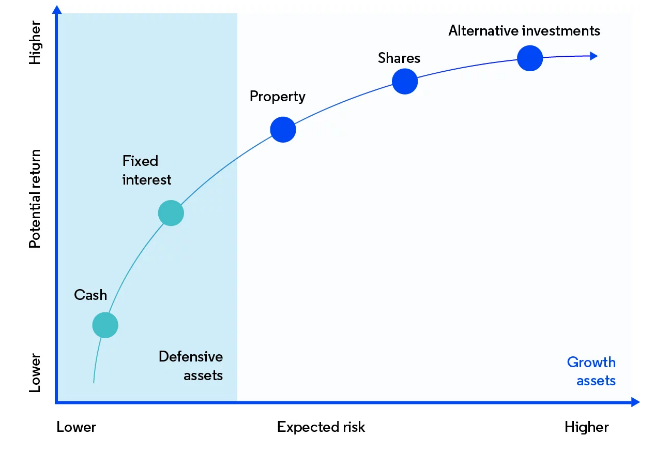 Higher
Potential return
Lower
Alternative investments
Shares
Property
Fixed
interest
Cash
Defensive
assets
Growth
assets
Lower
Expected risk
Higher